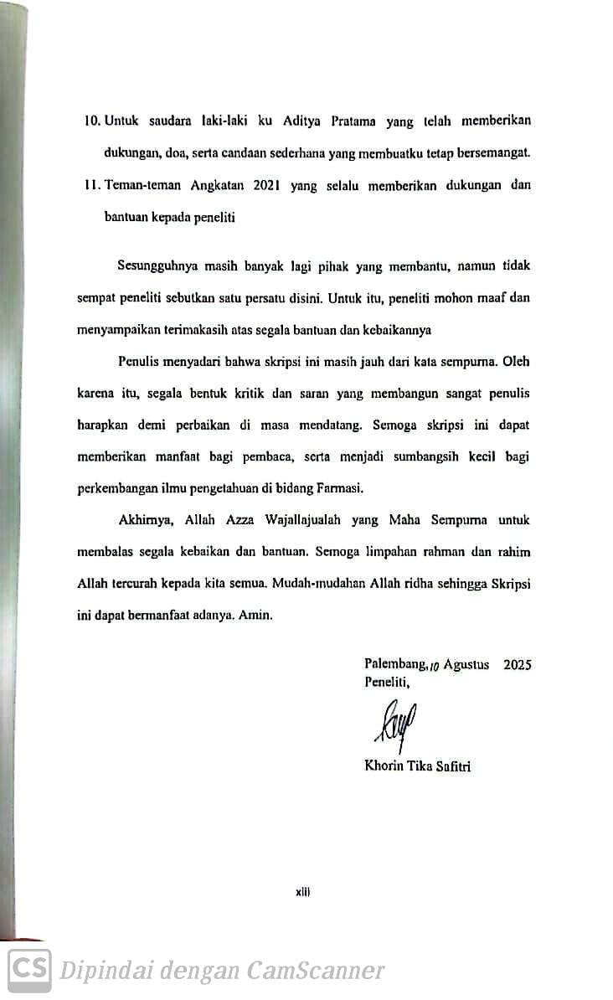 10. Untuk saudara laki-laki ku Aditya Pratama yang telah memberikan
dukungan, doa, serta candaan sederhana yang membuatku tetap bersemangat.
11. Teman-teman Angkatan 2021 yang selalu memberikan dukungan dan
bantuan kepada peneliti
Sesungguhnya masih banyak lagi pihak yang membantu, namun tidak
sempat peneliti sebutkan satu persatu disini. Untuk itu, peneliti mohon maaf dan
menyampaikan terimakasih atas segala bantuan dan kebaikannya
Penulis menyadari bahwa skripsi ini masih jauh dari kata sempurna. Oleh
karena itu, segala bentuk kritik dan saran yang membangun sangat penulis
harapkan demi perbaikan di masa mendatang. Semoga skripsi ini dapat
memberikan manfaat bagi pembaca, serta menjadi sumbangsih kecil bagi
perkembangan ilmu pengetahuan di bidang Farmasi.
Akhirnya, Allah Azza Wajallajualah yang Maha Sempurna untuk
membalas segala kebaikan dan bantuan. Semoga limpahan rahman dan rahim
Allah tercurah kepada kita semua. Mudah-mudahan Allah ridha sehingga Skripsi
ini dapat bermanfaat adanya. Amin.
Palembang, 10 Agustus 2025
Peneliti,
Khorin Tika Safitri
xiii
CS Dipindai dengan CamScanner